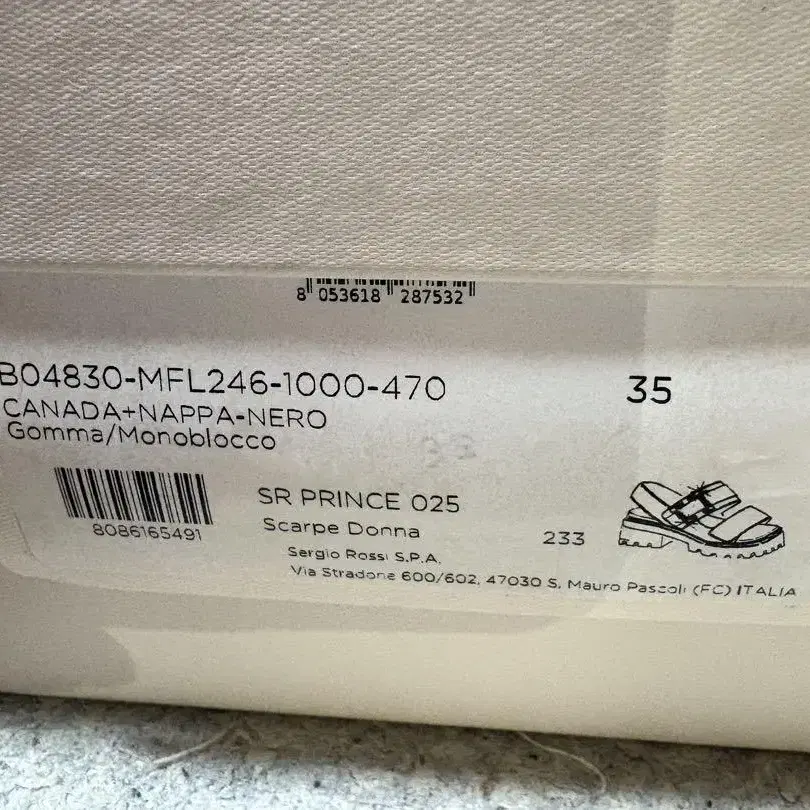 8 053618 287532
B04830-MFL246-1000-470
35
CANADA+NAPPA-NERO
Gomma/Monoblocco
8086165491
SR PRINCE 025
Scarpe Donna
233
Sergio Rossi S.P.A.
Via Stradone 600/602, 47030 S. Mauro Pascoli (FC) ITALIA